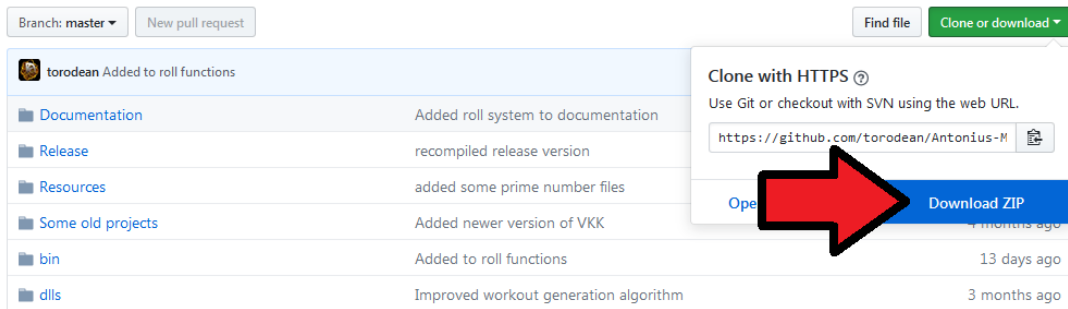 Branch: master New pull request Find file Clone or download
torodean Added to roll functions
Clone with HTTPS
Use Git or checkout with SVN using the web URL.
https://github.com/torodean/Antonius-M
Download ZIP
Documentation Added roll system to documentation
Release recompiled release version
Resources added some prime number files
Some old projects Added newer version of VKK 4 months ago
bin Added to roll functions 13 days ago
dlls Improved workout generation algorithm 3 months ago